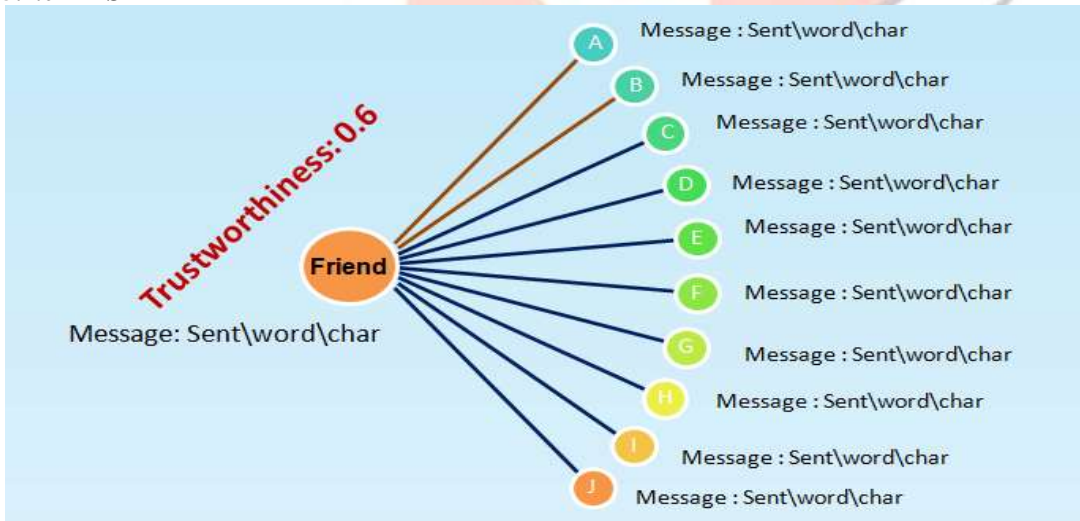 A Message : Sent\word\char
B Message : Sent\word\char
C Message : Sent\word\char
D Message : Sent\word\char
E Message : Sent\word\char
F Message : Sent\word\char
G Message : Sent\word\char
H Message : Sent\word\char
I Message : Sent\word\char
J Message : Sent\word\char
Trustworthiness: 0.6
Friend
Message: Sent\word\char